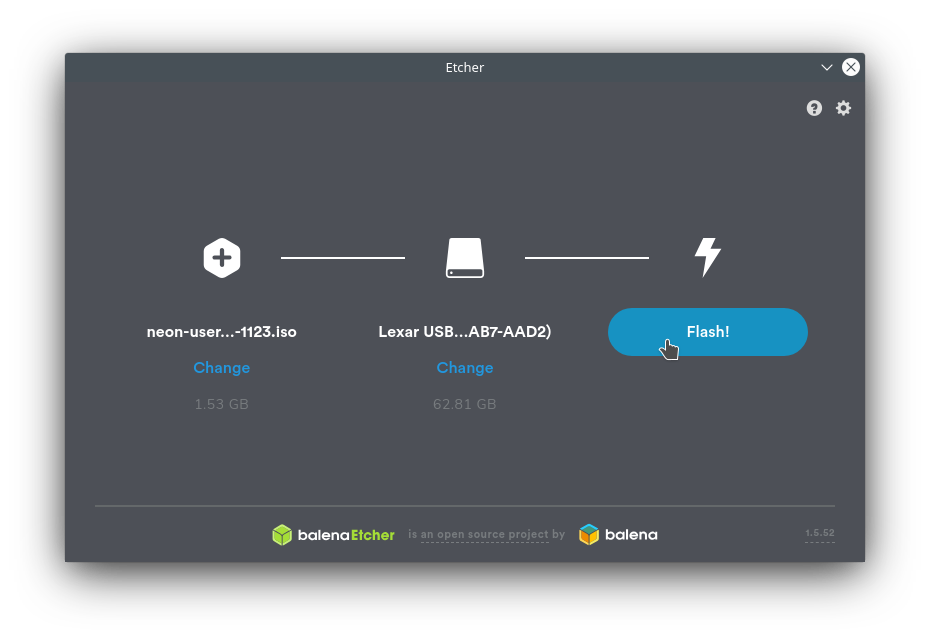 Etcher
neon-user...-1123.iso
Lexar USB...AB7-AAD2)
Flash!
Change
Change
1.53 GB
62.81 GB
balenaEtcher is an open source project by balena
1.5.52